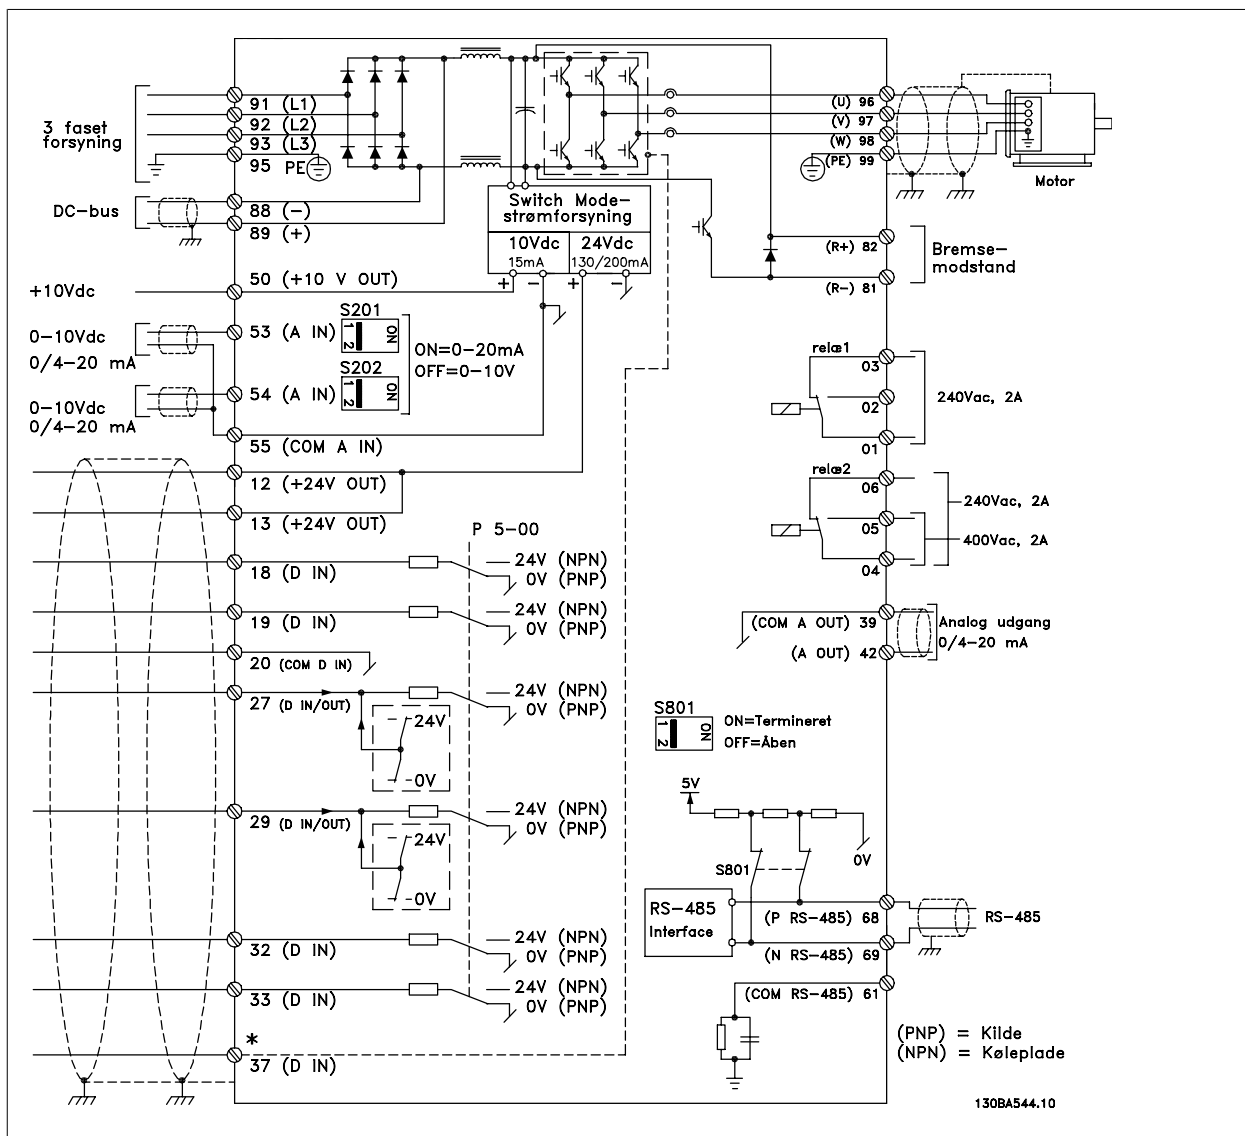 3 faset
forsyning
91 (L1)
92 (L2)
93 (L3)
95 PE
DC-bus
88 (-)
89 (+)
Switch Mode-
strømforsyning
10Vdc
15mA
24Vdc
130/200mA
+ - + -
+10Vdc
50 (+10 V OUT)
0-10Vdc
0/4-20 mA
53 (A IN)
S201
1 2 ON
ON=0-20mA
OFF=0-10V
S202
1 2 ON
0-10Vdc
0/4-20 mA
54 (A IN)
55 (COM A IN)
12 (+24V OUT)
13 (+24V OUT)
P 5-00
18 (D IN)
24V (NPN)
0V (PNP)
19 (D IN)
24V (NPN)
0V (PNP)
20 (COM D IN)
27 (D IN/OUT)
24V (NPN)
0V (PNP)
24V
0V
29 (D IN/OUT)
24V (NPN)
0V (PNP)
24V
0V
32 (D IN)
24V (NPN)
0V (PNP)
33 (D IN)
24V (NPN)
0V (PNP)
*
37 (D IN)
(U) 96
(V) 97
(W) 98
(PE) 99
Motor
(R+) 82
(R-) 81
Bremse-
modstand
relæ1
03
02
01
240Vac, 2A
relæ2
06
05
04
240Vac, 2A
400Vac, 2A
(COM A OUT) 39
(A OUT) 42
Analog udgang
0/4-20 mA
S801
1 2 ON
ON=Termineret
OFF=Åben
5V
S801
0V
RS-485
Interface
(P RS-485) 68
(N RS-485) 69
RS-485
(COM RS-485) 61
(PNP) = Kilde
(NPN) = Køleplade
130BA544.10